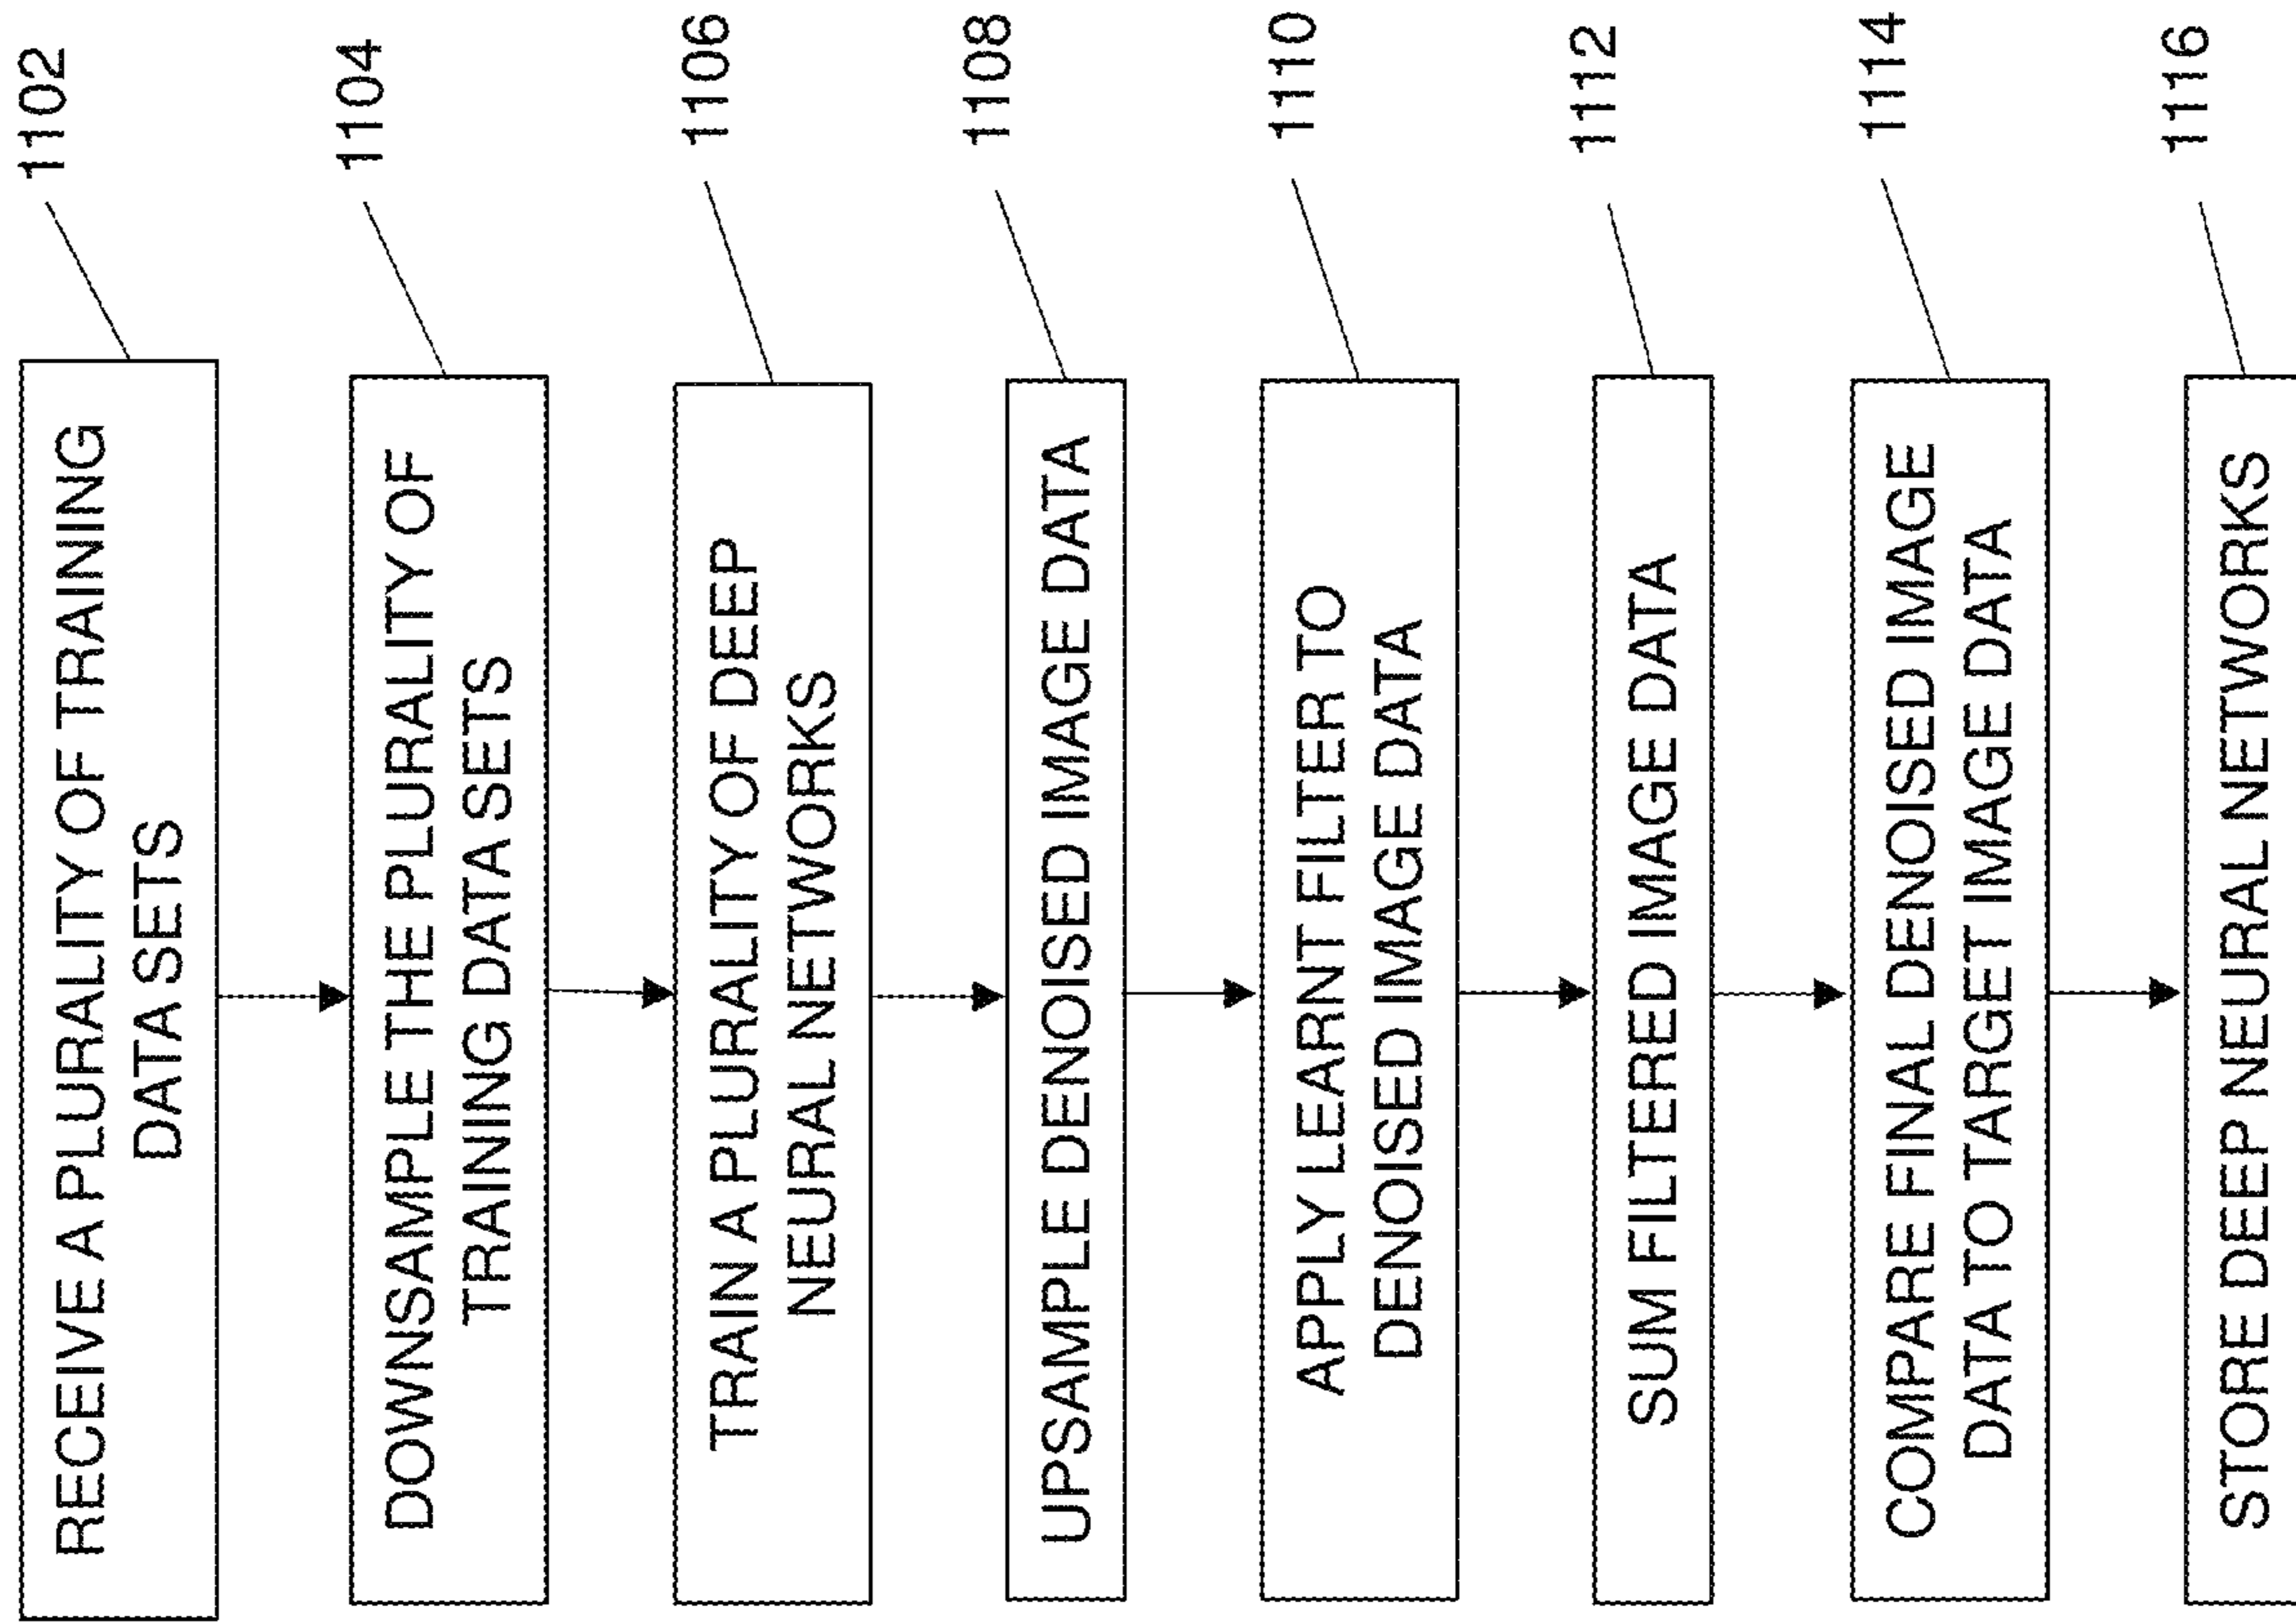 RECEIVE A PLURALITY OF TRAINING
DATA SETS
1102
DOWNSAMPLE THE PLURALITY OF
TRAINING DATA SETS
1104
TRAIN A PLURALITY OF DEEP
NEURAL NETWORKS
1106
UPSAMPLE DENOISED IMAGE DATA
1108
APPLY LEARNT FILTER TO
DENOISED IMAGE DATA
1110
SUM FILTERED IMAGE DATA
1112
COMPARE FINAL DENOISED IMAGE
DATA TO TARGET IMAGE DATA
1114
STORE DEEP NEURAL NETWORKS
1116